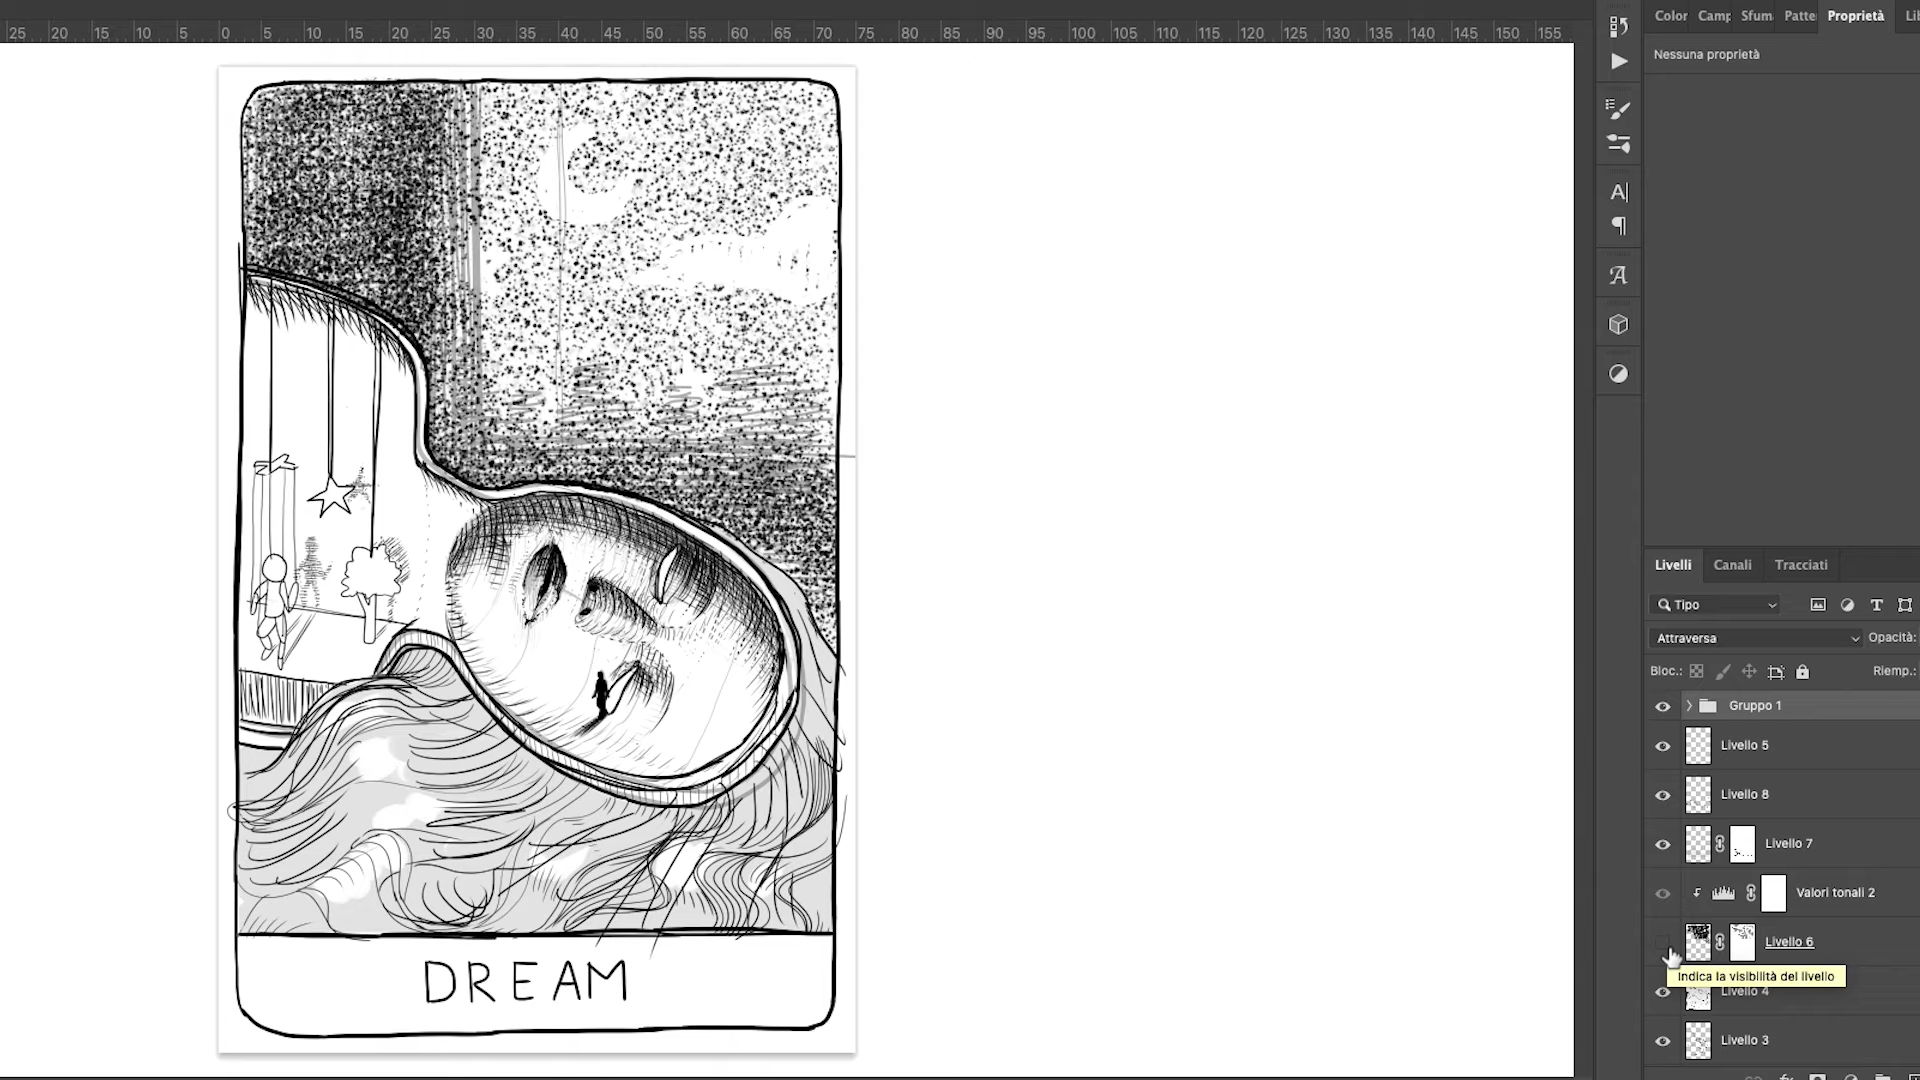 25 20 15 10 5 0 5 10 15 20 25 30 35 40 45 50 55 60 65 70 75 80 85 90 95 100 105 110 115 120 125 130 135 140 145 150 155
Color Camp Sfum Patte Proprietà Lib
Nessuna proprietà
DREAM
Livelli Canali Tracciati
Tipo
Attraversa Opacità:
Bloc.: Riemp.:
Gruppo 1
Livello 5
Livello 8
Livello 7
Valori tonali 2
Livello 6
Indica la visibilità del livello
Livello 4
Livello 3